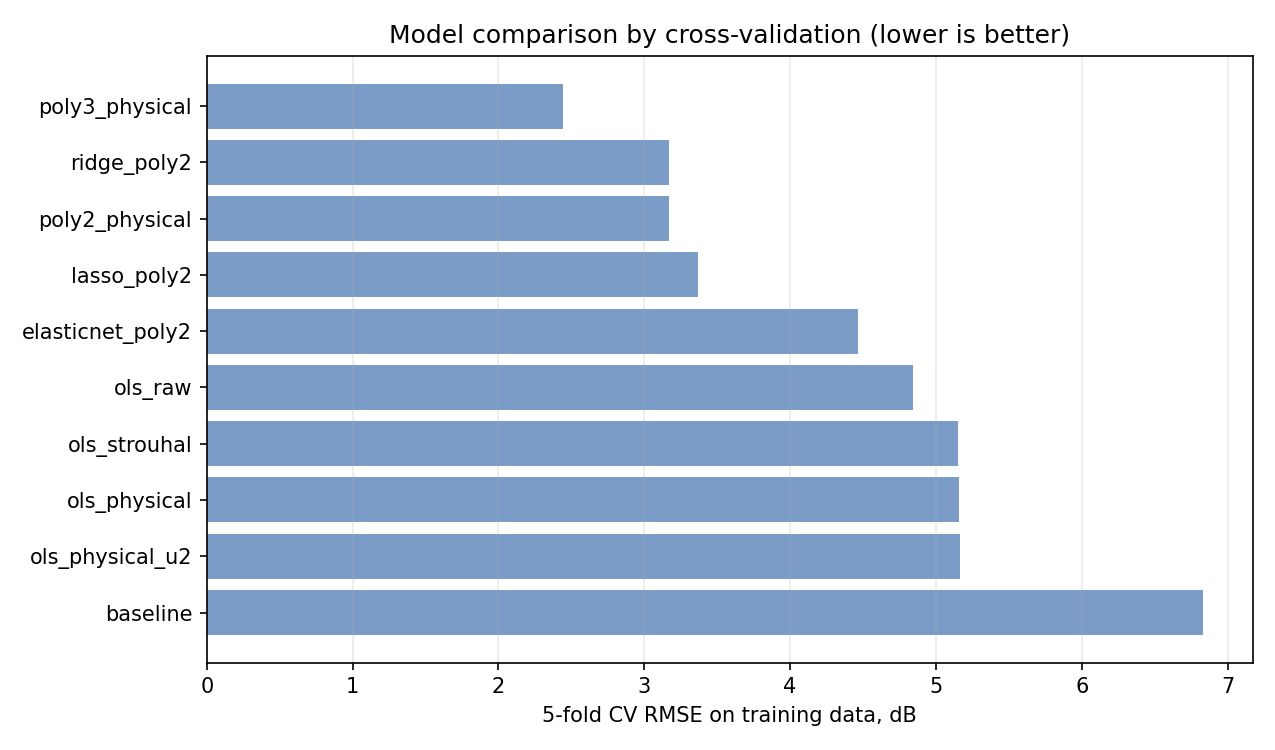 Model comparison by cross-validation (lower is better)
poly3_physical
ridge_poly2
poly2_physical
lasso_poly2
elasticnet_poly2
ols_raw
ols_strouhal
ols_physical
ols_physical_u2
baseline
0 1 2 3 4 5 6 7
5-fold CV RMSE on training data, dB